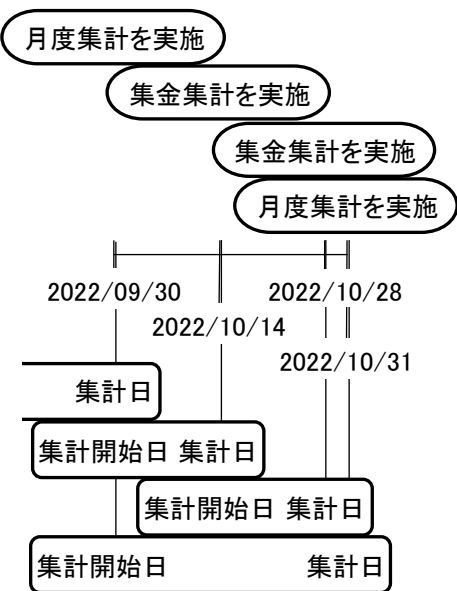 月度集計を実施
集金集計を実施
集金集計を実施
月度集計を実施
2022/09/30
2022/10/28
2022/10/14
2022/10/31
集計日
集計開始日 集計日
集計開始日 集計日
集計開始日 集計日